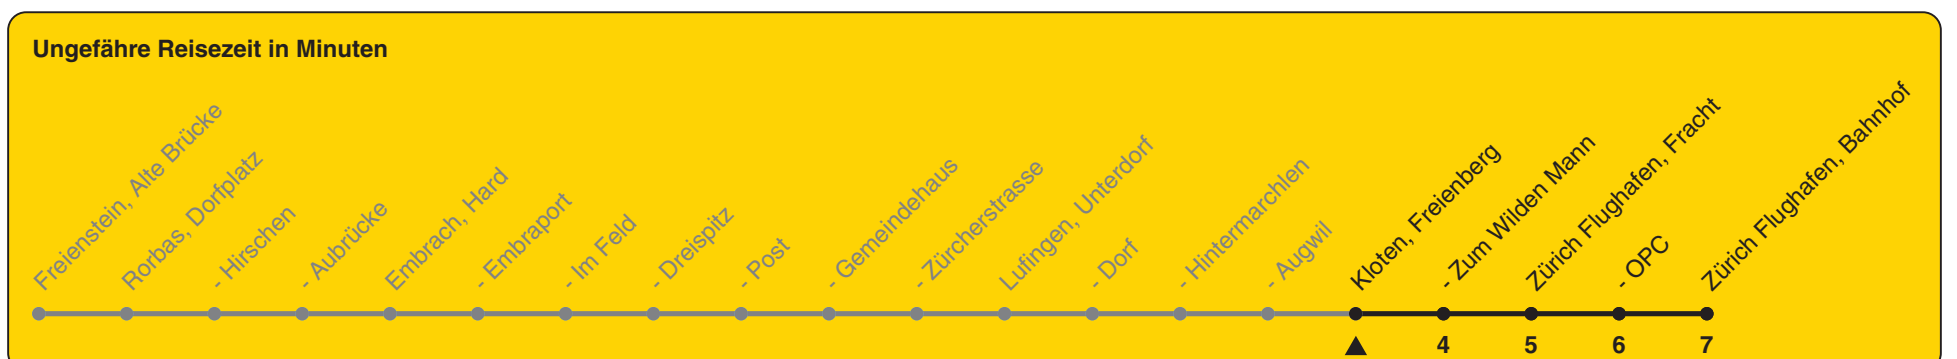 Ungefähre Reisezeit in Minuten
Freienstein, Alte Brücke
Rorbas, Dorfplatz
- Hirschen
- Aubrücke
Embrach, Hard
- Embraport
- Im Feld
- Dreispitz
- Post
- Gemeindehaus
- Zürcherstrasse
Lufingen, Unterdorf
- Dorf
- Hintermarchlen
- Augwil
Kloten, Freienberg
- Zum Wilden Mann
Zürich Flughafen, Fracht
- OPC
Zürich Flughafen, Bahnhof
4 5 6 7